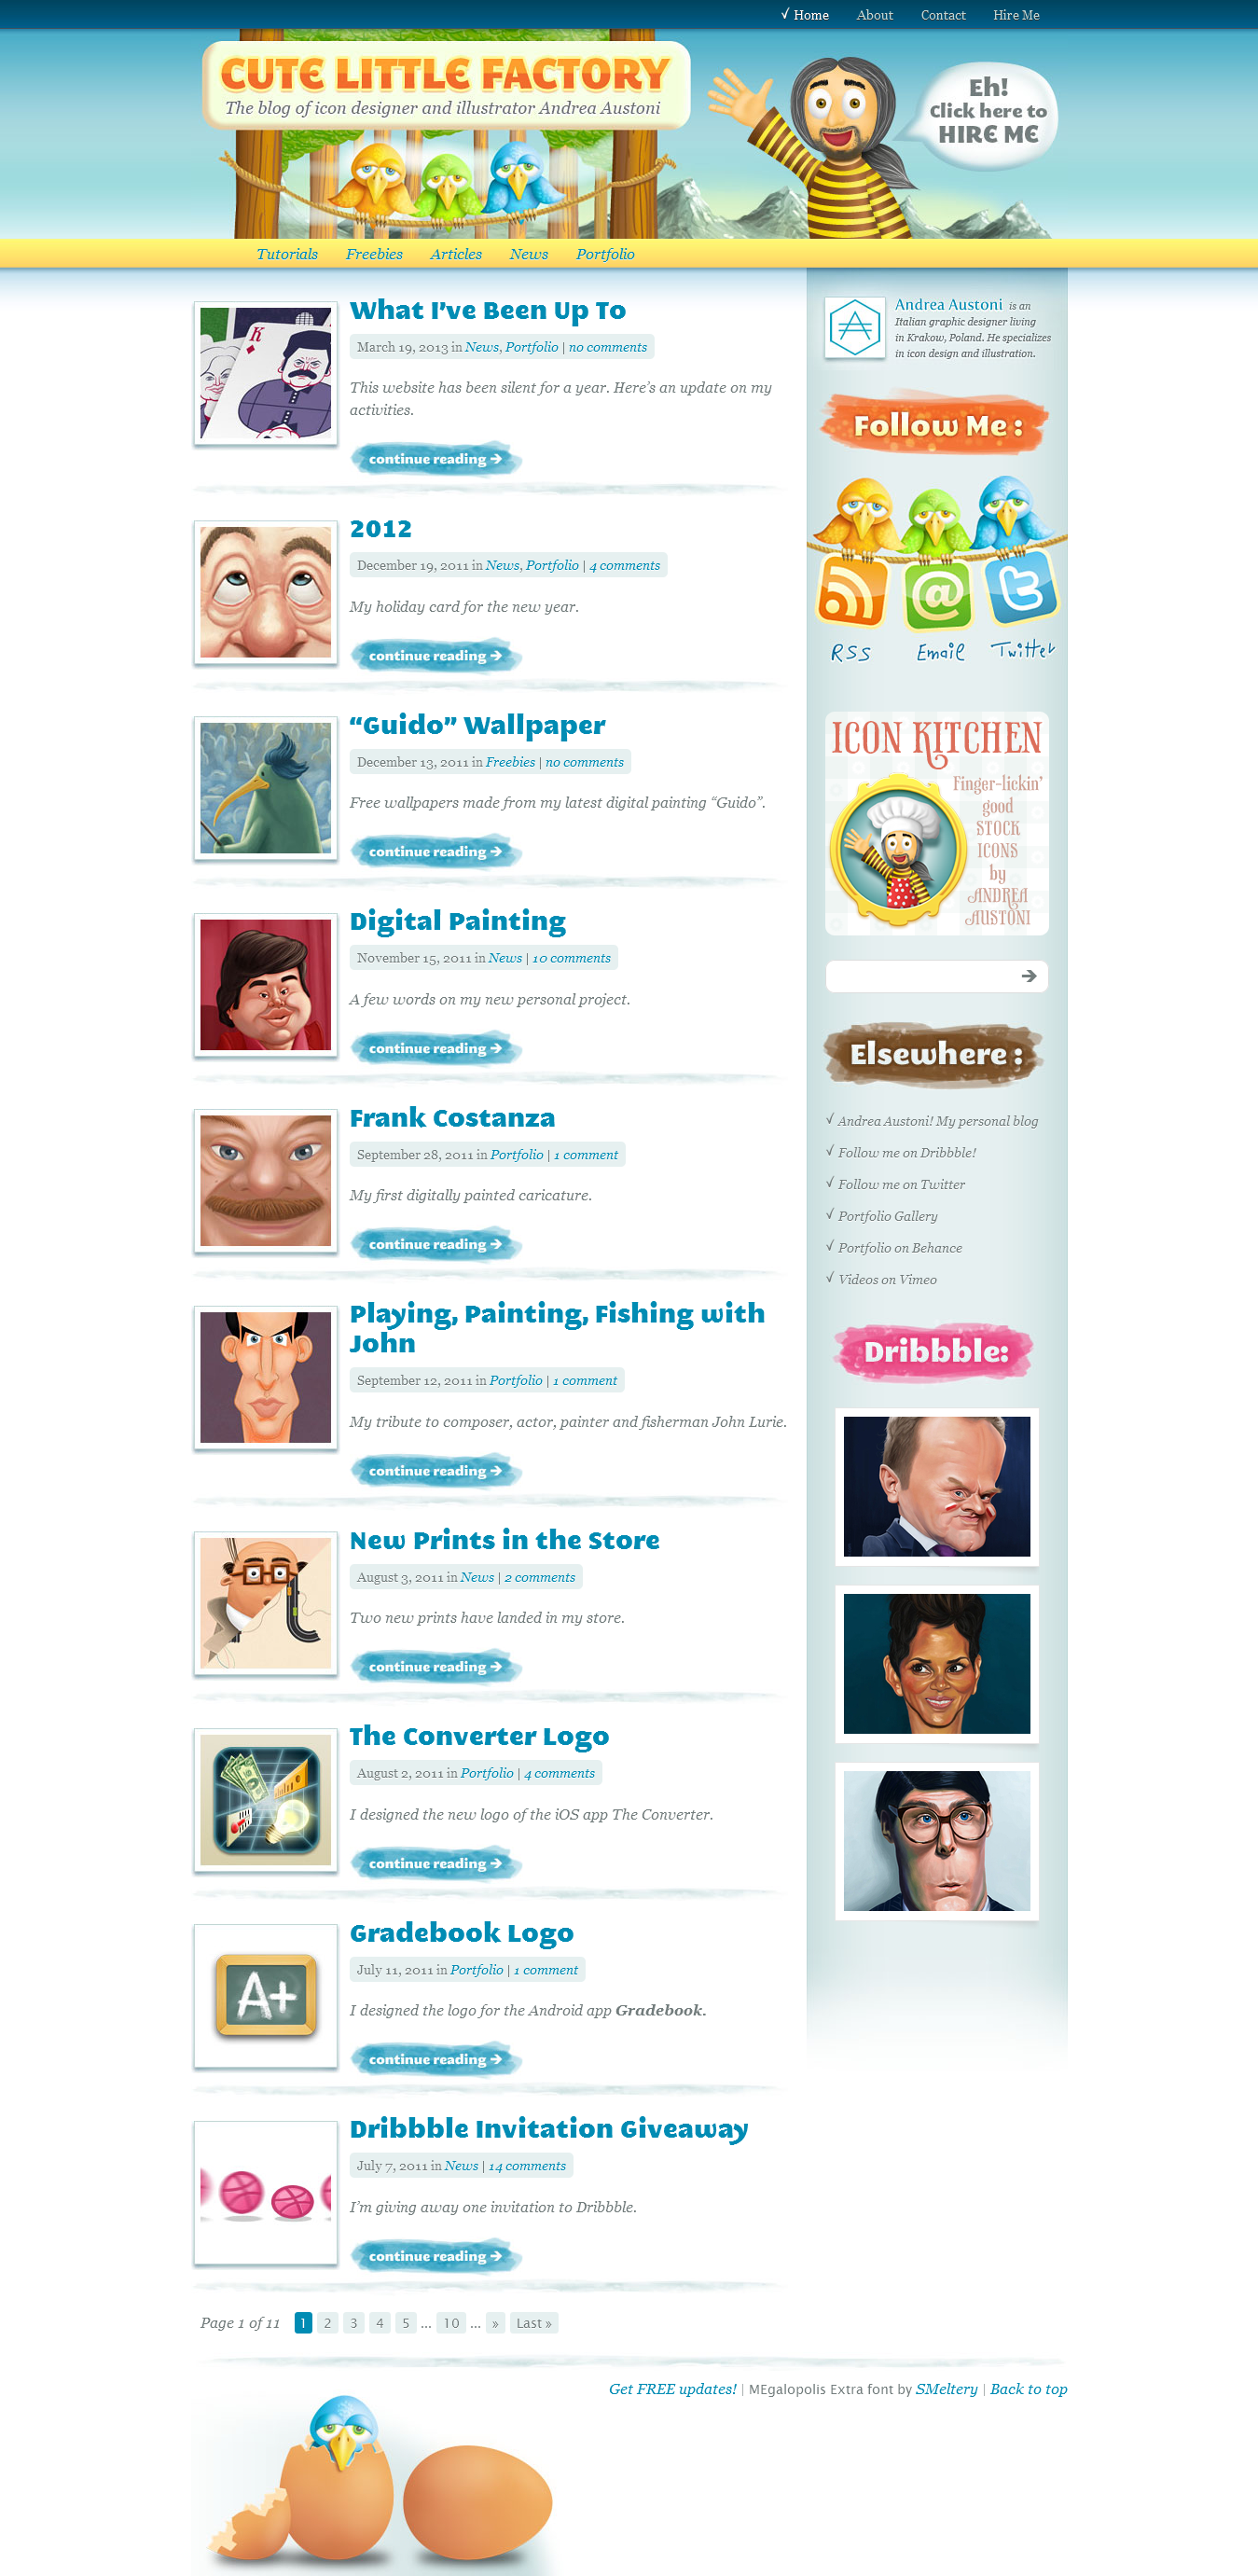 √ Home About Contact Hire Me
CUTE LITTLE FACTORY
The blog of icon designer and illustrator Andrea Austoni
Eh!
Click here to
HIRE ME
Tutorials Freebies Articles News Portfolio
What I've Been Up To
March 19, 2013 in News, Portfolio | no comments
This website has been silent for a year. Here's an update on my
activities.
continue reading →
2012
December 19, 2011 in News, Portfolio | 4 comments
My holiday card for the new year.
continue reading →
“Guido” Wallpaper
December 13, 2011 in Freebies | no comments
Free wallpapers made from my latest digital painting “Guido”.
continue reading →
Digital Painting
November 15, 2011 in News | 10 comments
A few words on my new personal project.
continue reading →
Frank Costanza
September 28, 2011 in Portfolio | 1 comment
My first digitally painted caricature.
continue reading →
Playing, Painting, Fishing with
John
September 12, 2011 in Portfolio | 1 comment
My tribute to composer, actor, painter and fisherman John Lurie.
continue reading →
New Prints in the Store
August 3, 2011 in News | 2 comments
Two new prints have landed in my store.
continue reading →
The Converter Logo
August 2, 2011 in Portfolio | 4 comments
I designed the new logo of the iOS app The Converter.
continue reading →
A+
Gradebook Logo
July 11, 2011 in Portfolio | 1 comment
I designed the logo for the Android app Gradebook.
continue reading →
Dribbble Invitation Giveaway
July 7, 2011 in News | 14 comments
I'm giving away one invitation to Dribbble.
continue reading →
Page 1 of 11 1 2 3 4 5 ... 10 ... » Last »
K
Andrea Austoni is an
Italian graphic designer living
in Krakow, Poland. He specializes
in icon design and illustration.
Follow Me :
@
RSS Email Twitter
ICON KITCHEN
Finger-lickin'
good
STOCK
ICONS
by
ANDREA
AUSTONI
→
Elsewhere :
√ Andrea Austoni! My personal blog
√ Follow me on Dribbble!
√ Follow me on Twitter
√ Portfolio Gallery
√ Portfolio on Behance
√ Videos on Vimeo
Dribbble:
Get FREE updates! | MEgalopolis Extra font by SMeltery | Back to top